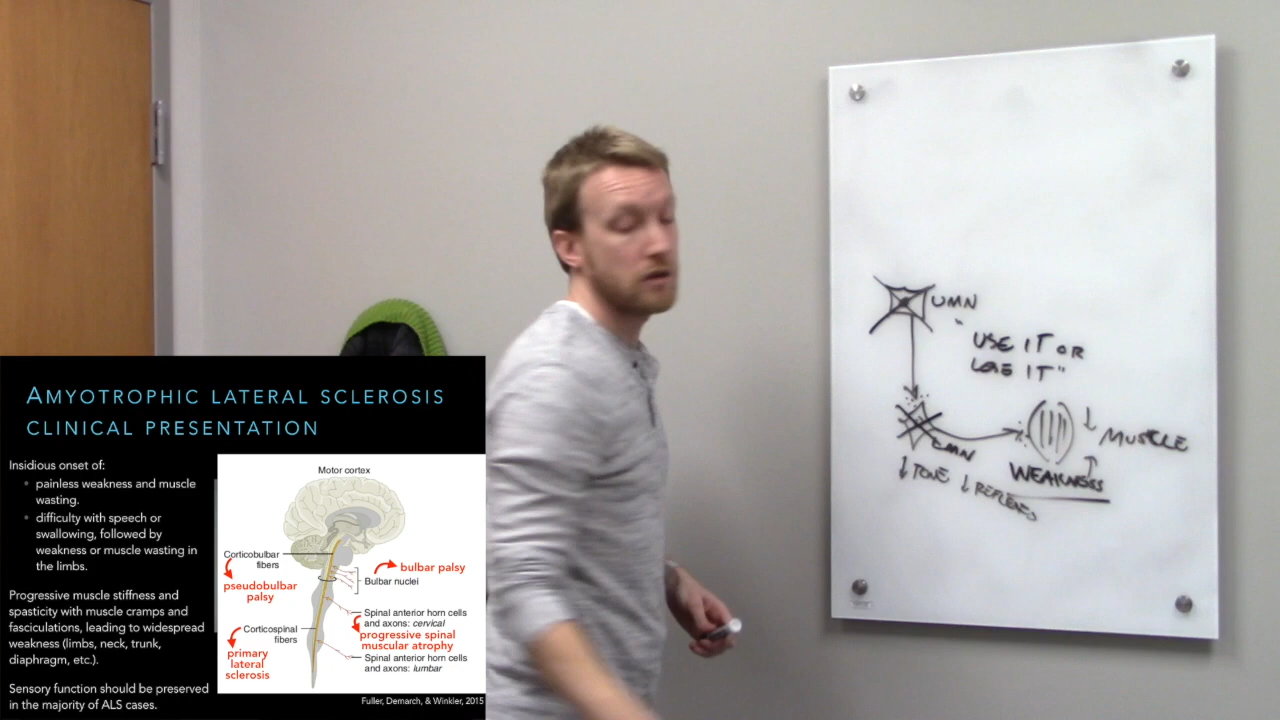 AMYOTROPHIC LATERAL SCLEROSIS
CLINICAL PRESENTATION
Insidious onset of:
• painless weakness and muscle
wasting.
• difficulty with speech or
swallowing, followed by
weakness or muscle wasting in
the limbs.
Progressive muscle stiffness and
spasticity with muscle cramps and
fasciculations, leading to widespread
weakness (limbs, neck, trunk,
diaphragm, etc.).
Sensory function should be preserved
in the majority of ALS cases.
Motor cortex
Corticobulbar
fibers
pseudobulbar
palsy
bulbar palsy
Bulbar nuclei
Spinal anterior horn cells
and axons: cervical
progressive spinal
muscular atrophy
Corticospinal
fibers
primary
lateral
sclerosis
Spinal anterior horn cells
and axons: lumbar
Fuller, Demarch, & Winkler, 2015
UMN
"USE IT OR
LOSE IT"
LMN
↓ MUSCLE
WEAKNESS
↓ TONE ↓ REFLEXES